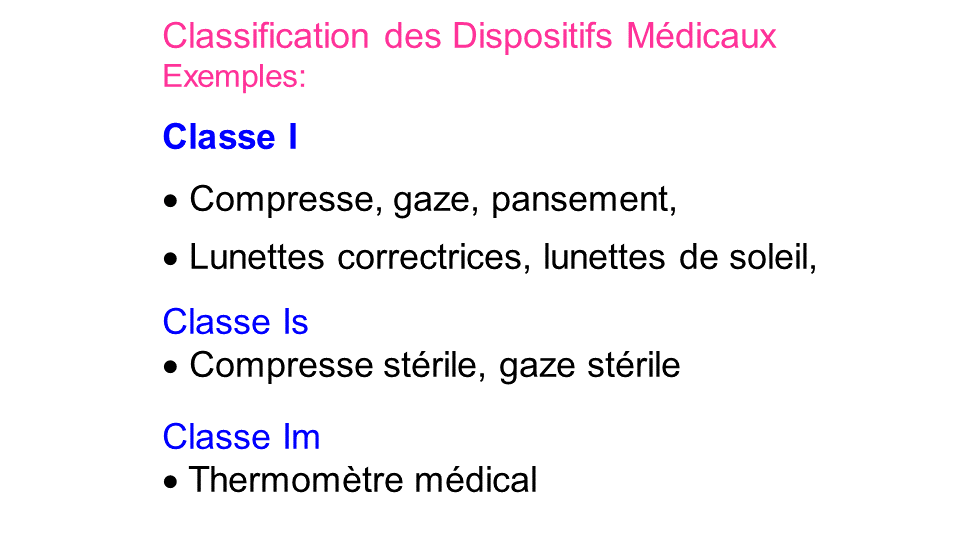 Classification des Dispositifs Médicaux
Exemples:
Classe I
• Compresse, gaze, pansement,
• Lunettes correctrices, lunettes de soleil,
Classe Is
• Compresse stérile, gaze stérile
Classe Im
• Thermomètre médical